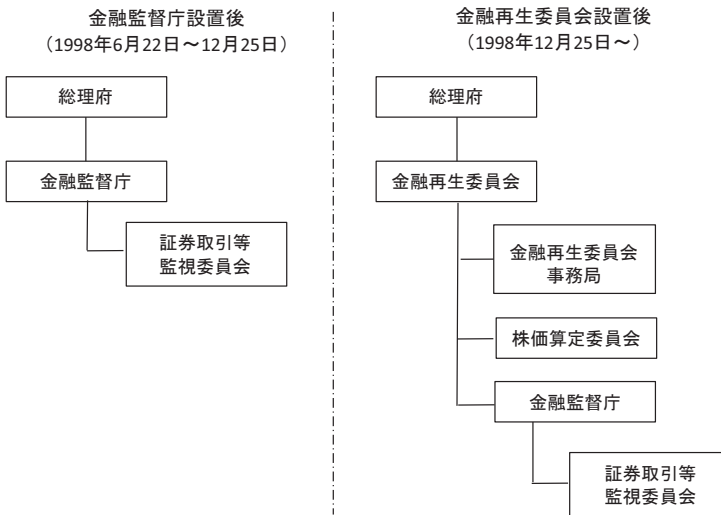 金融監督庁設置後
（1998年6月22日～12月25日）
総理府
金融監督庁
証券取引等
監視委員会
金融再生委員会設置後
（1998年12月25日～）
総理府
金融再生委員会
金融再生委員会
事務局
株価算定委員会
金融監督庁
証券取引等
監視委員会